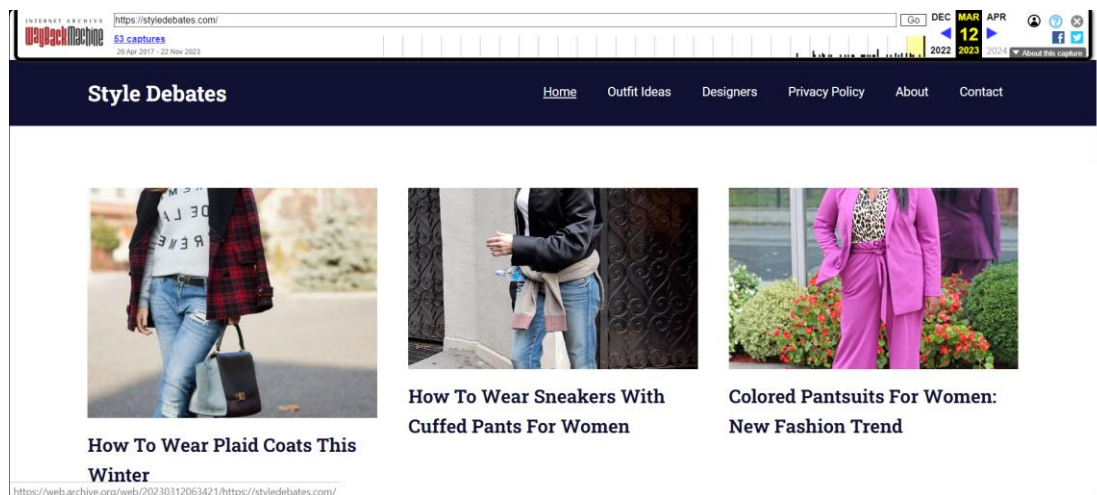 INTERNET ARCHIVE
WayBackMachine
https://styledebates.com/
Go
53 captures
20 Apr 2017 - 22 Nov 2023
DEC MAR APR
12
2022 2023 2024
About this capture
Style Debates
Home Outfit Ideas Designers Privacy Policy About Contact
How To Wear Plaid Coats This
Winter
How To Wear Sneakers With
Cuffed Pants For Women
Colored Pantsuits For Women:
New Fashion Trend
https://web.archive.org/web/20230312063421/https://styledebates.com/